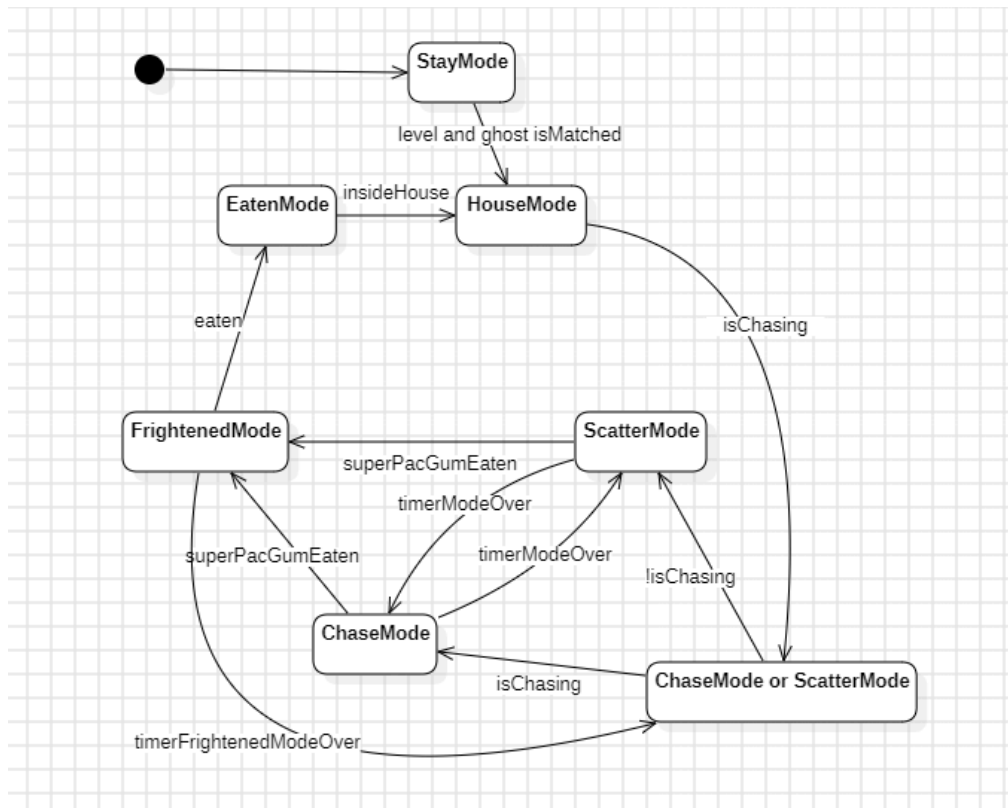 StayMode
level and ghost isMatched
EatenMode
insideHouse
HouseMode
eaten
isChasing
FrightenedMode
ScatterMode
superPacGumEaten
timerModeOver
superPacGumEaten
timerModeOver
!isChasing
ChaseMode
isChasing
ChaseMode or ScatterMode
timerFrightenedModeOver